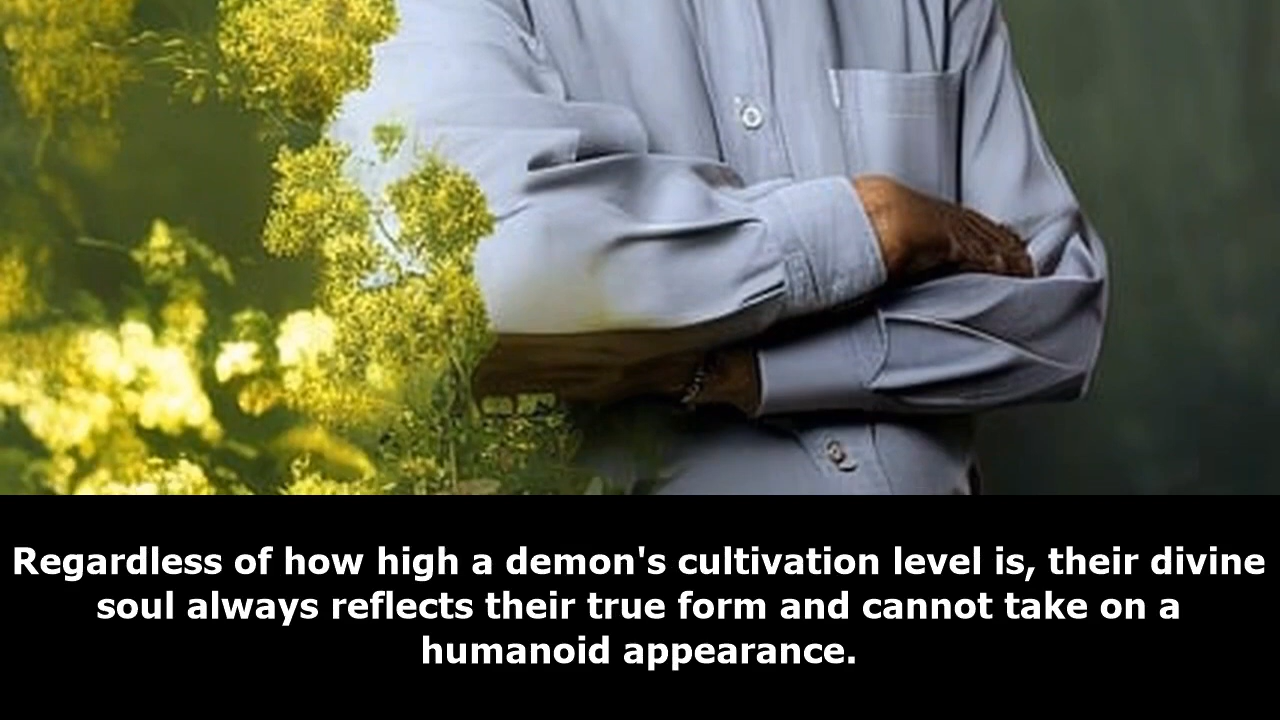 Regardless of how high a demon's cultivation level is, their divine
soul always reflects their true form and cannot take on a
humanoid appearance.